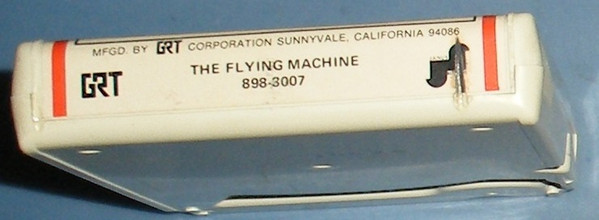 MFGD. BY GRT CORPORATION SUNNYVALE, CALIFORNIA 94086
GRT
THE FLYING MACHINE
898-3007